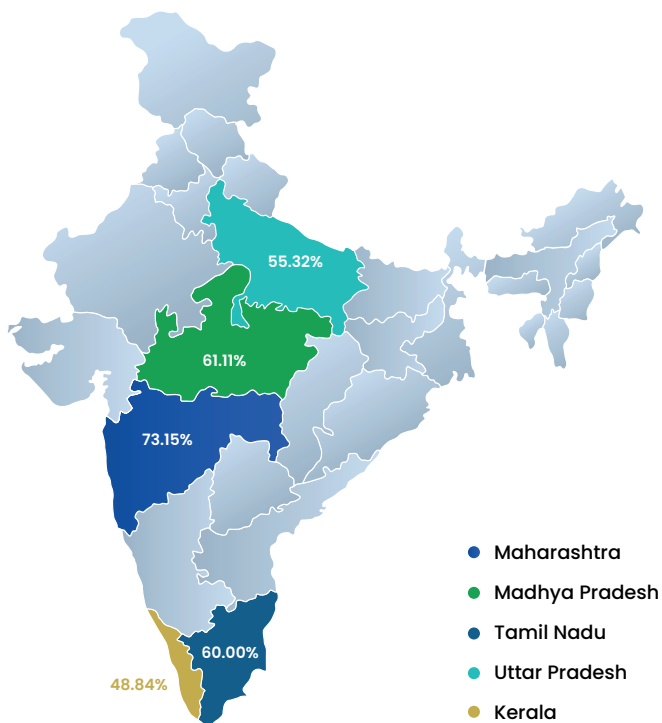 55.32%
61.11%
73.15%
60.00%
48.84%
Maharashtra
Madhya Pradesh
Tamil Nadu
Uttar Pradesh
Kerala